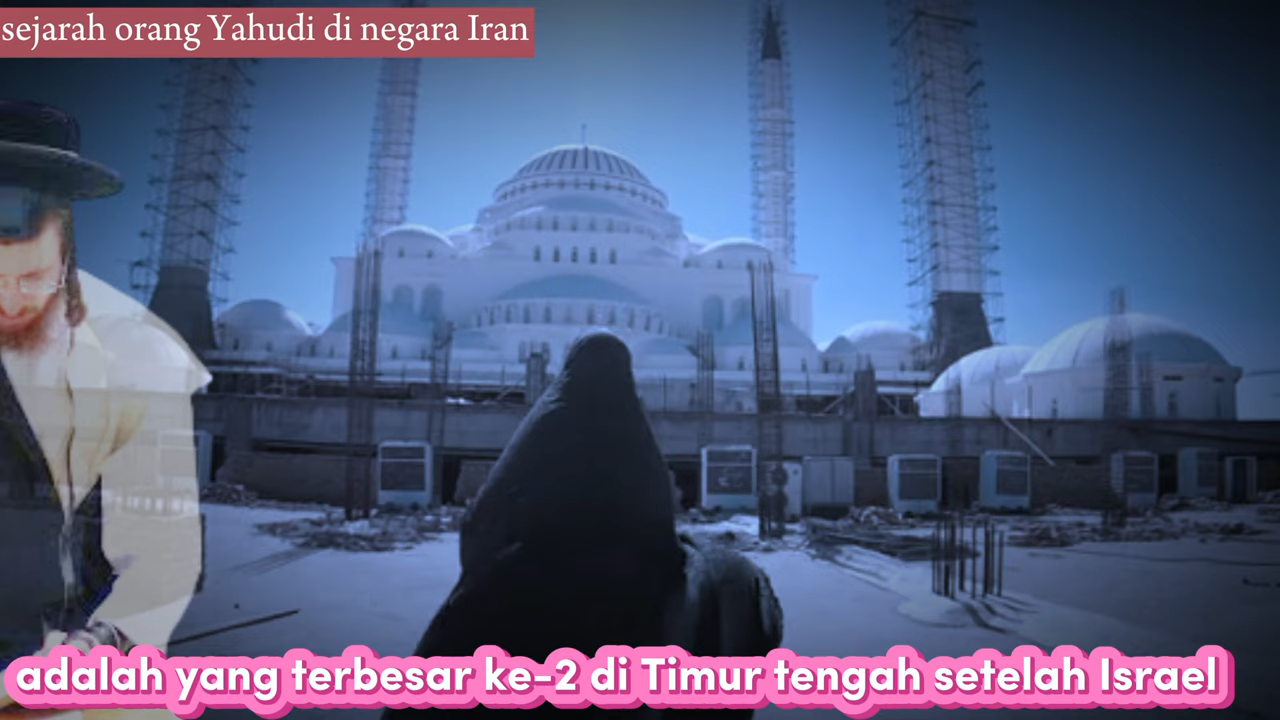 sejarah orang Yahudi di negara Iran
adalah yang terbesar ke-2 di Timur tengah setelah Israel